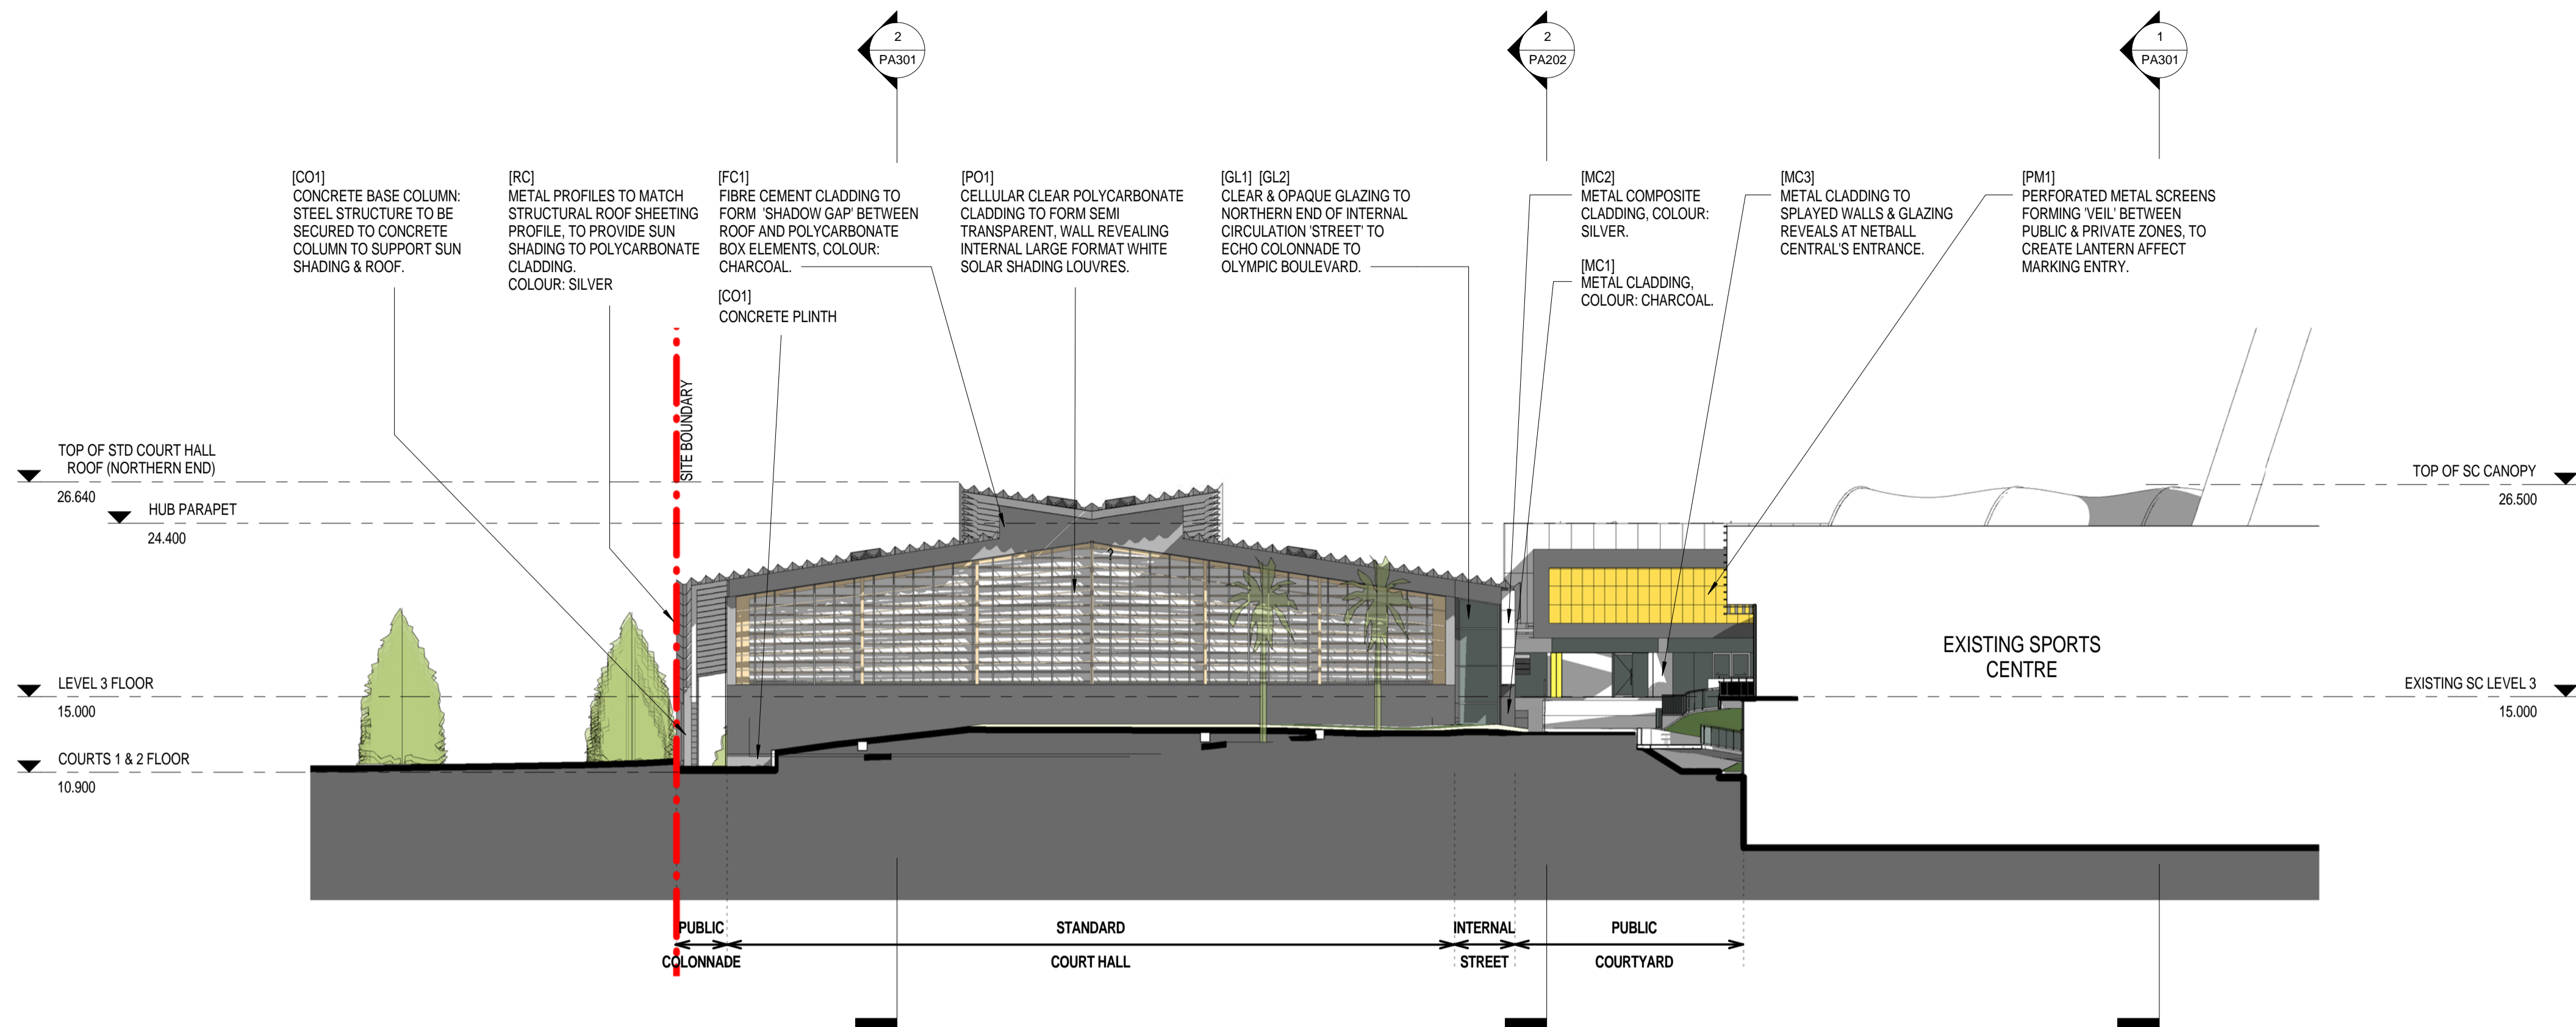 2
PA301
2
PA202
1
PA301
[CO1]
CONCRETE BASE COLUMN:
STEEL STRUCTURE TO BE
SECURED TO CONCRETE
COLUMN TO SUPPORT SUN
SHADING & ROOF.
[RC]
METAL PROFILES TO MATCH
STRUCTURAL ROOF SHEETING
PROFILE, TO PROVIDE SUN
SHADING TO POLYCARBONATE
CLADDING.
COLOUR: SILVER
[FC1]
FIBRE CEMENT CLADDING TO
FORM 'SHADOW GAP' BETWEEN
ROOF AND POLYCARBONATE
BOX ELEMENTS, COLOUR:
CHARCOAL.
[CO1]
CONCRETE PLINTH
[PO1]
CELLULAR CLEAR POLYCARBONATE
CLADDING TO FORM SEMI
TRANSPARENT, WALL REVEALING
INTERNAL LARGE FORMAT WHITE
SOLAR SHADING LOUVRES.
[GL1] [GL2]
CLEAR & OPAQUE GLAZING TO
NORTHERN END OF INTERNAL
CIRCULATION 'STREET' TO
ECHO COLONNADE TO
OLYMPIC BOULEVARD.
[MC2]
METAL COMPOSITE
CLADDING, COLOUR:
SILVER.
[MC1]
METAL CLADDING,
COLOUR: CHARCOAL.
[MC3]
METAL CLADDING TO
SPLAYED WALLS & GLAZING
REVEALS AT NETBALL
CENTRAL'S ENTRANCE.
[PM1]
PERFORATED METAL SCREENS
FORMING 'VEIL' BETWEEN
PUBLIC & PRIVATE ZONES, TO
CREATE LANTERN AFFECT
MARKING ENTRY.
SITE BOUNDARY
TOP OF STD COURT HALL
ROOF (NORTHERN END)
26.640
HUB PARAPET
24.400
LEVEL 3 FLOOR
15.000
COURTS 1 & 2 FLOOR
10.900
?
TOP OF SC CANOPY
26.500
EXISTING SPORTS
CENTRE
EXISTING SC LEVEL 3
15.000
PUBLIC
COLONNADE
STANDARD
COURT HALL
INTERNAL
STREET
PUBLIC
COURTYARD